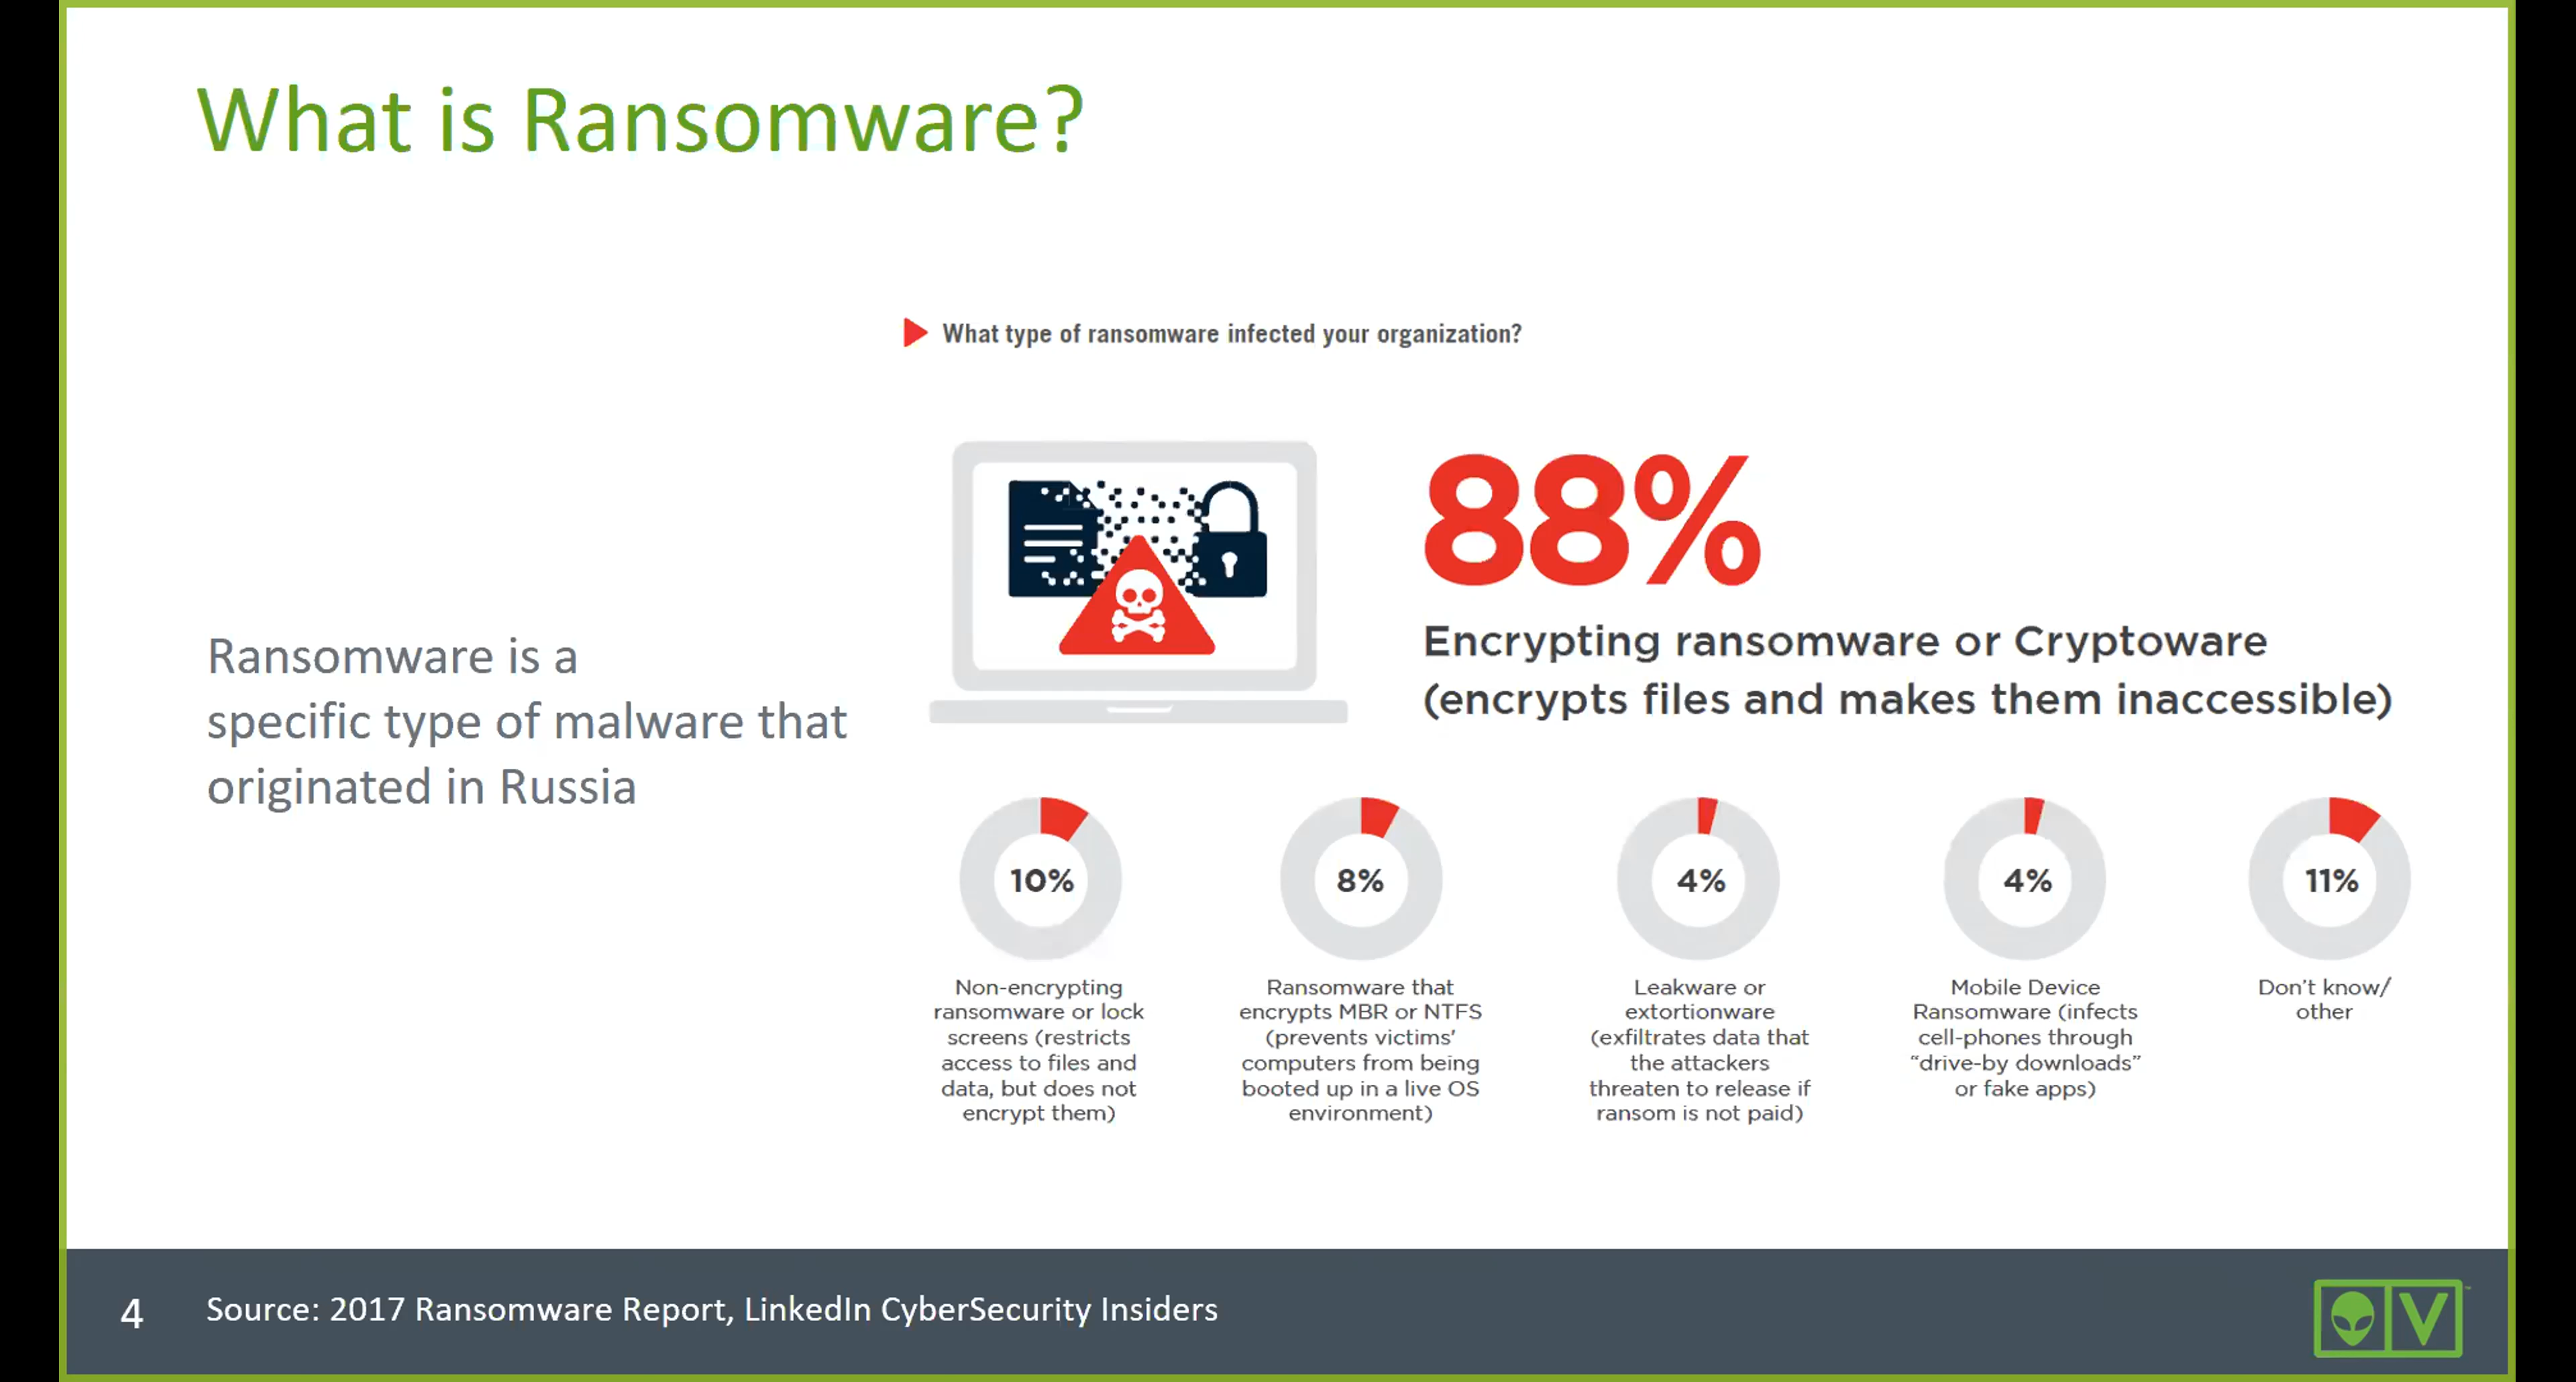 What is Ransomware?
What type of ransomware infected your organization?
Ransomware is a
specific type of malware that
originated in Russia
88%
Encrypting ransomware or Cryptoware
(encrypts files and makes them inaccessible)
10%
Non-encrypting
ransomware or lock
screens (restricts
access to files and
data, but does not
encrypt them)
8%
Ransomware that
encrypts MBR or NTFS
(prevents victims'
computers from being
booted up in a live OS
environment)
4%
Leakware or
extortionware
(exfiltrates data that
the attackers
threaten to release if
ransom is not paid)
4%
Mobile Device
Ransomware (infects
cell-phones through
“drive-by downloads”
or fake apps)
11%
Don't know/
other
4
Source: 2017 Ransomware Report, LinkedIn CyberSecurity Insiders
V